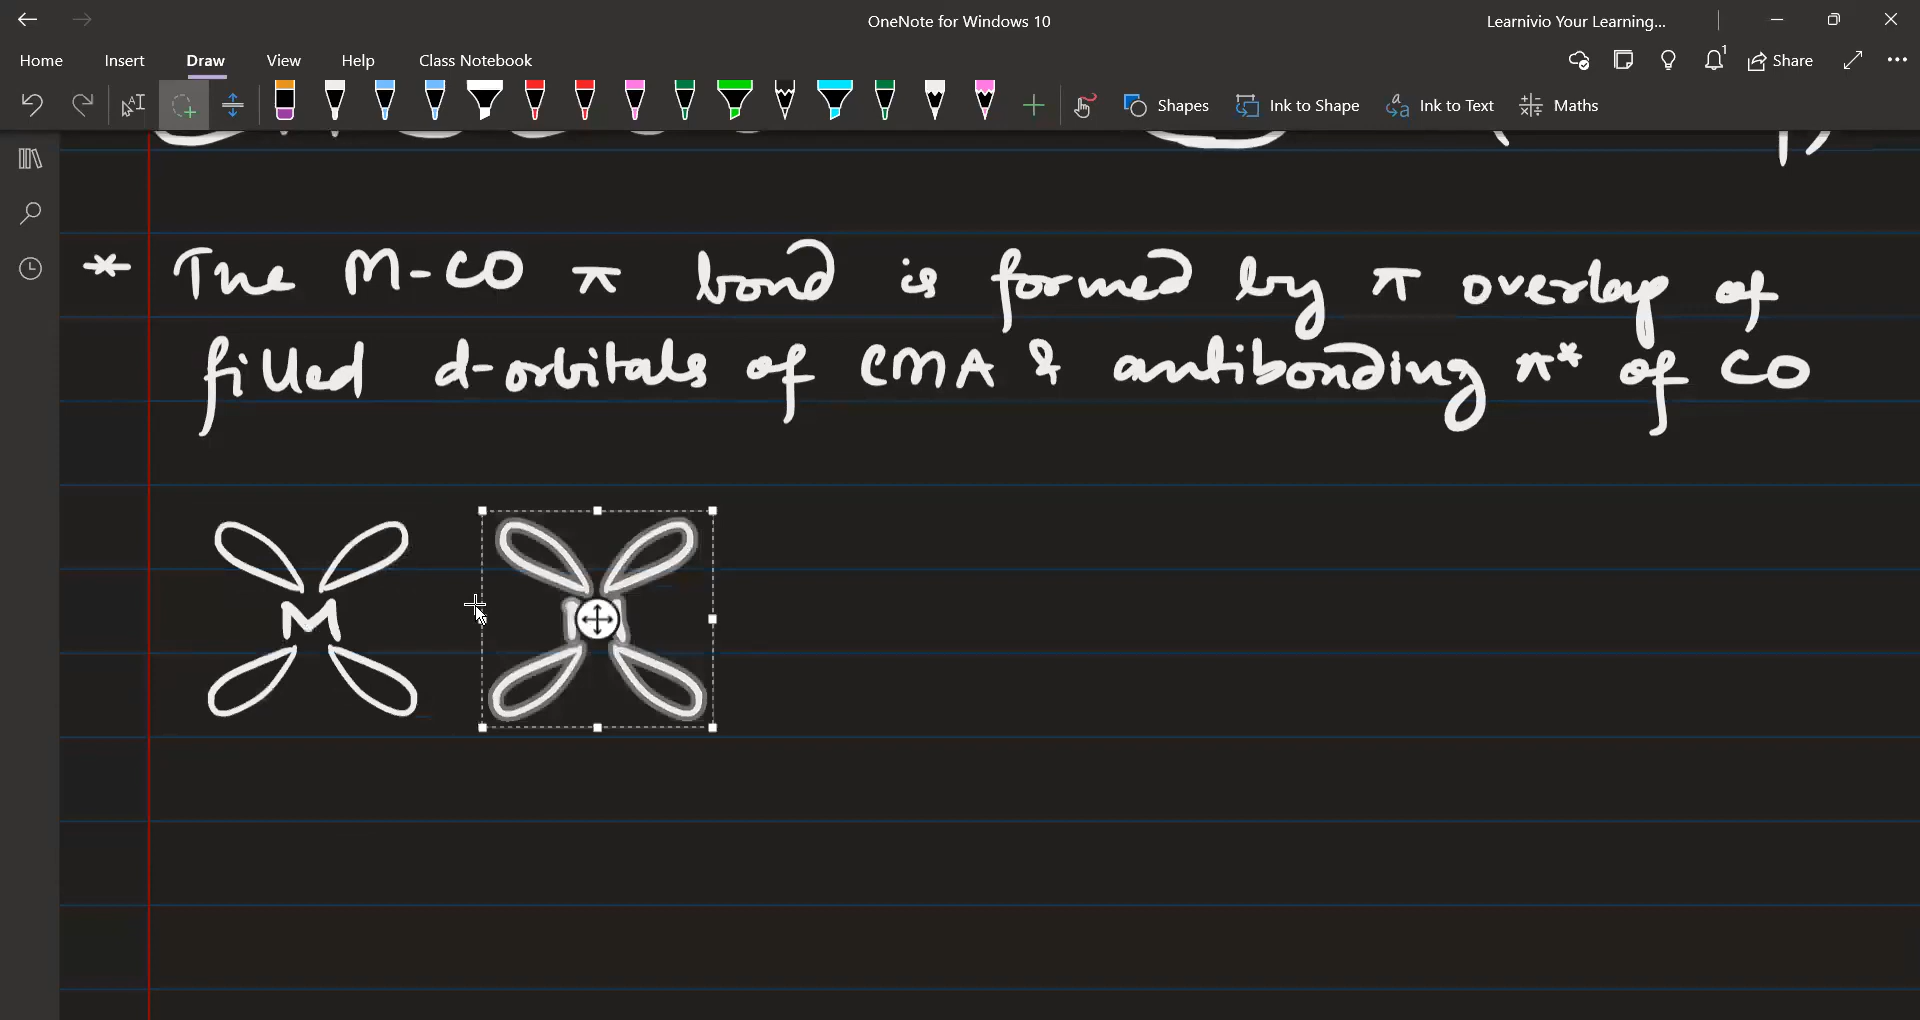 OneNote for Windows 10
Learnivio Your Learning...
Home Insert Draw View Help Class Notebook
1
Share
Shapes Ink to Shape Ink to Text Maths
* The M-CO π bond is formed by π overlap of
filled d-orbitals of CMA & antibonding π* of CO
M